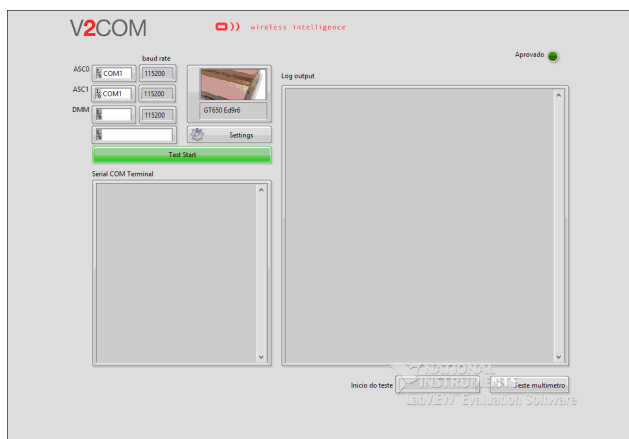 V2COM
wireless intelligence
Aprovado
baud rate
ASC0 COM1 115200
ASC1 COM1 115200
DMM 115200
GT650 Ed9r6
Settings
Test Start
Log output
Serial COM Terminal
Inicio do teste
Teste multimetro
NATIONAL
INSTRUMENTS
LabVIEW Evaluation Software